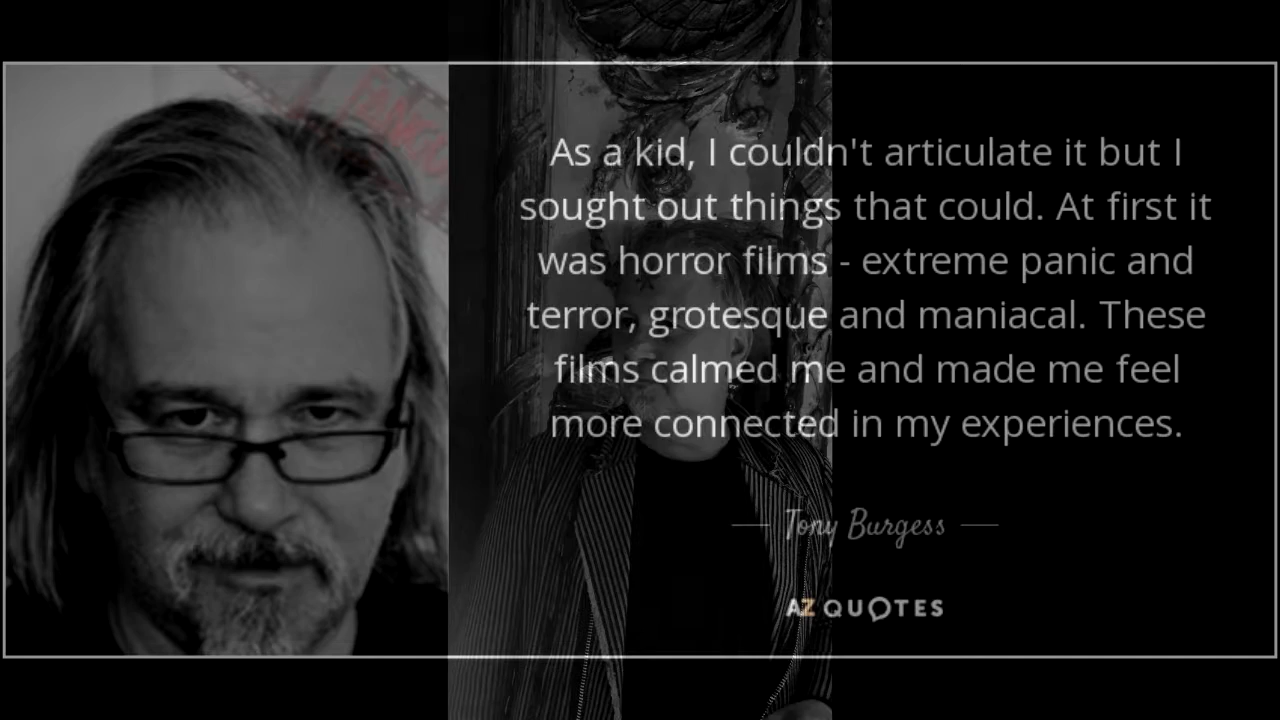 As a kid, I couldn't articulate it but I
sought out things that could. At first it
was horror films - extreme panic and
terror, grotesque and maniacal. These
films calmed me and made me feel
more connected in my experiences.
Tony Burgess
AZ QUOTES